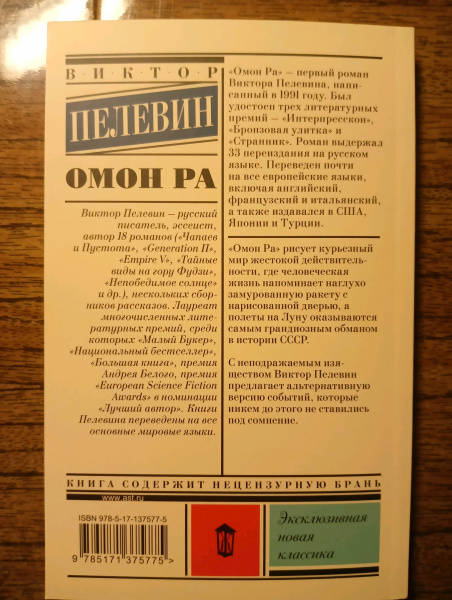 ВИКТОР
ПЕЛЕВИН
ОМОН РА
Виктор Пелевин – русский
писатель, эссеист,
автор 18 романов («Чапаев
и Пустота», «Generation П»,
«Empire V», «Тайные
виды на гору Фудзи»,
«Непобедимое солнце»
и др.), нескольких сбор-
ников рассказов. Лауреат
многочисленных лите-
ратурных премий, среди
которых «Малый Букер»,
«Национальный бестселлер»,
«Большая книга», премия
Андрея Белого, премия
«European Science Fiction
Awards» в номинации
«Лучший автор». Книги
Пелевина переведены на все
основные мировые языки.
«Омон Ра» – первый роман
Виктора Пелевина, напи-
санный в 1991 году. Был
удостоен трех литературных
премий – «Интерпресскон»,
«Бронзовая улитка» и
«Странник». Роман выдержал
33 переиздания на русском
языке. Переведен почти
на все европейские языки,
включая английский,
французский и итальянский,
а также издавался в США,
Японии и Турции.
«Омон Ра» рисует курьезный
мир жестокой действитель-
ности, где человеческая
жизнь напоминает наглухо
замурованную ракету с
нарисованной дверью, а
полеты на Луну оказываются
самым грандиозным обманом
в истории СССР.
С неподражаемым изя-
ществом Виктор Пелевин
предлагает альтернативную
версию событий, которые
никем до этого не ставились
под сомнение.
КНИГА СОДЕРЖИТ НЕЦЕНЗУРНУЮ БРАНЬ
www.ast.ru
ISBN 978-5-17-137577-5
9 785171 375775 >
Эксклюзивная
новая
классика